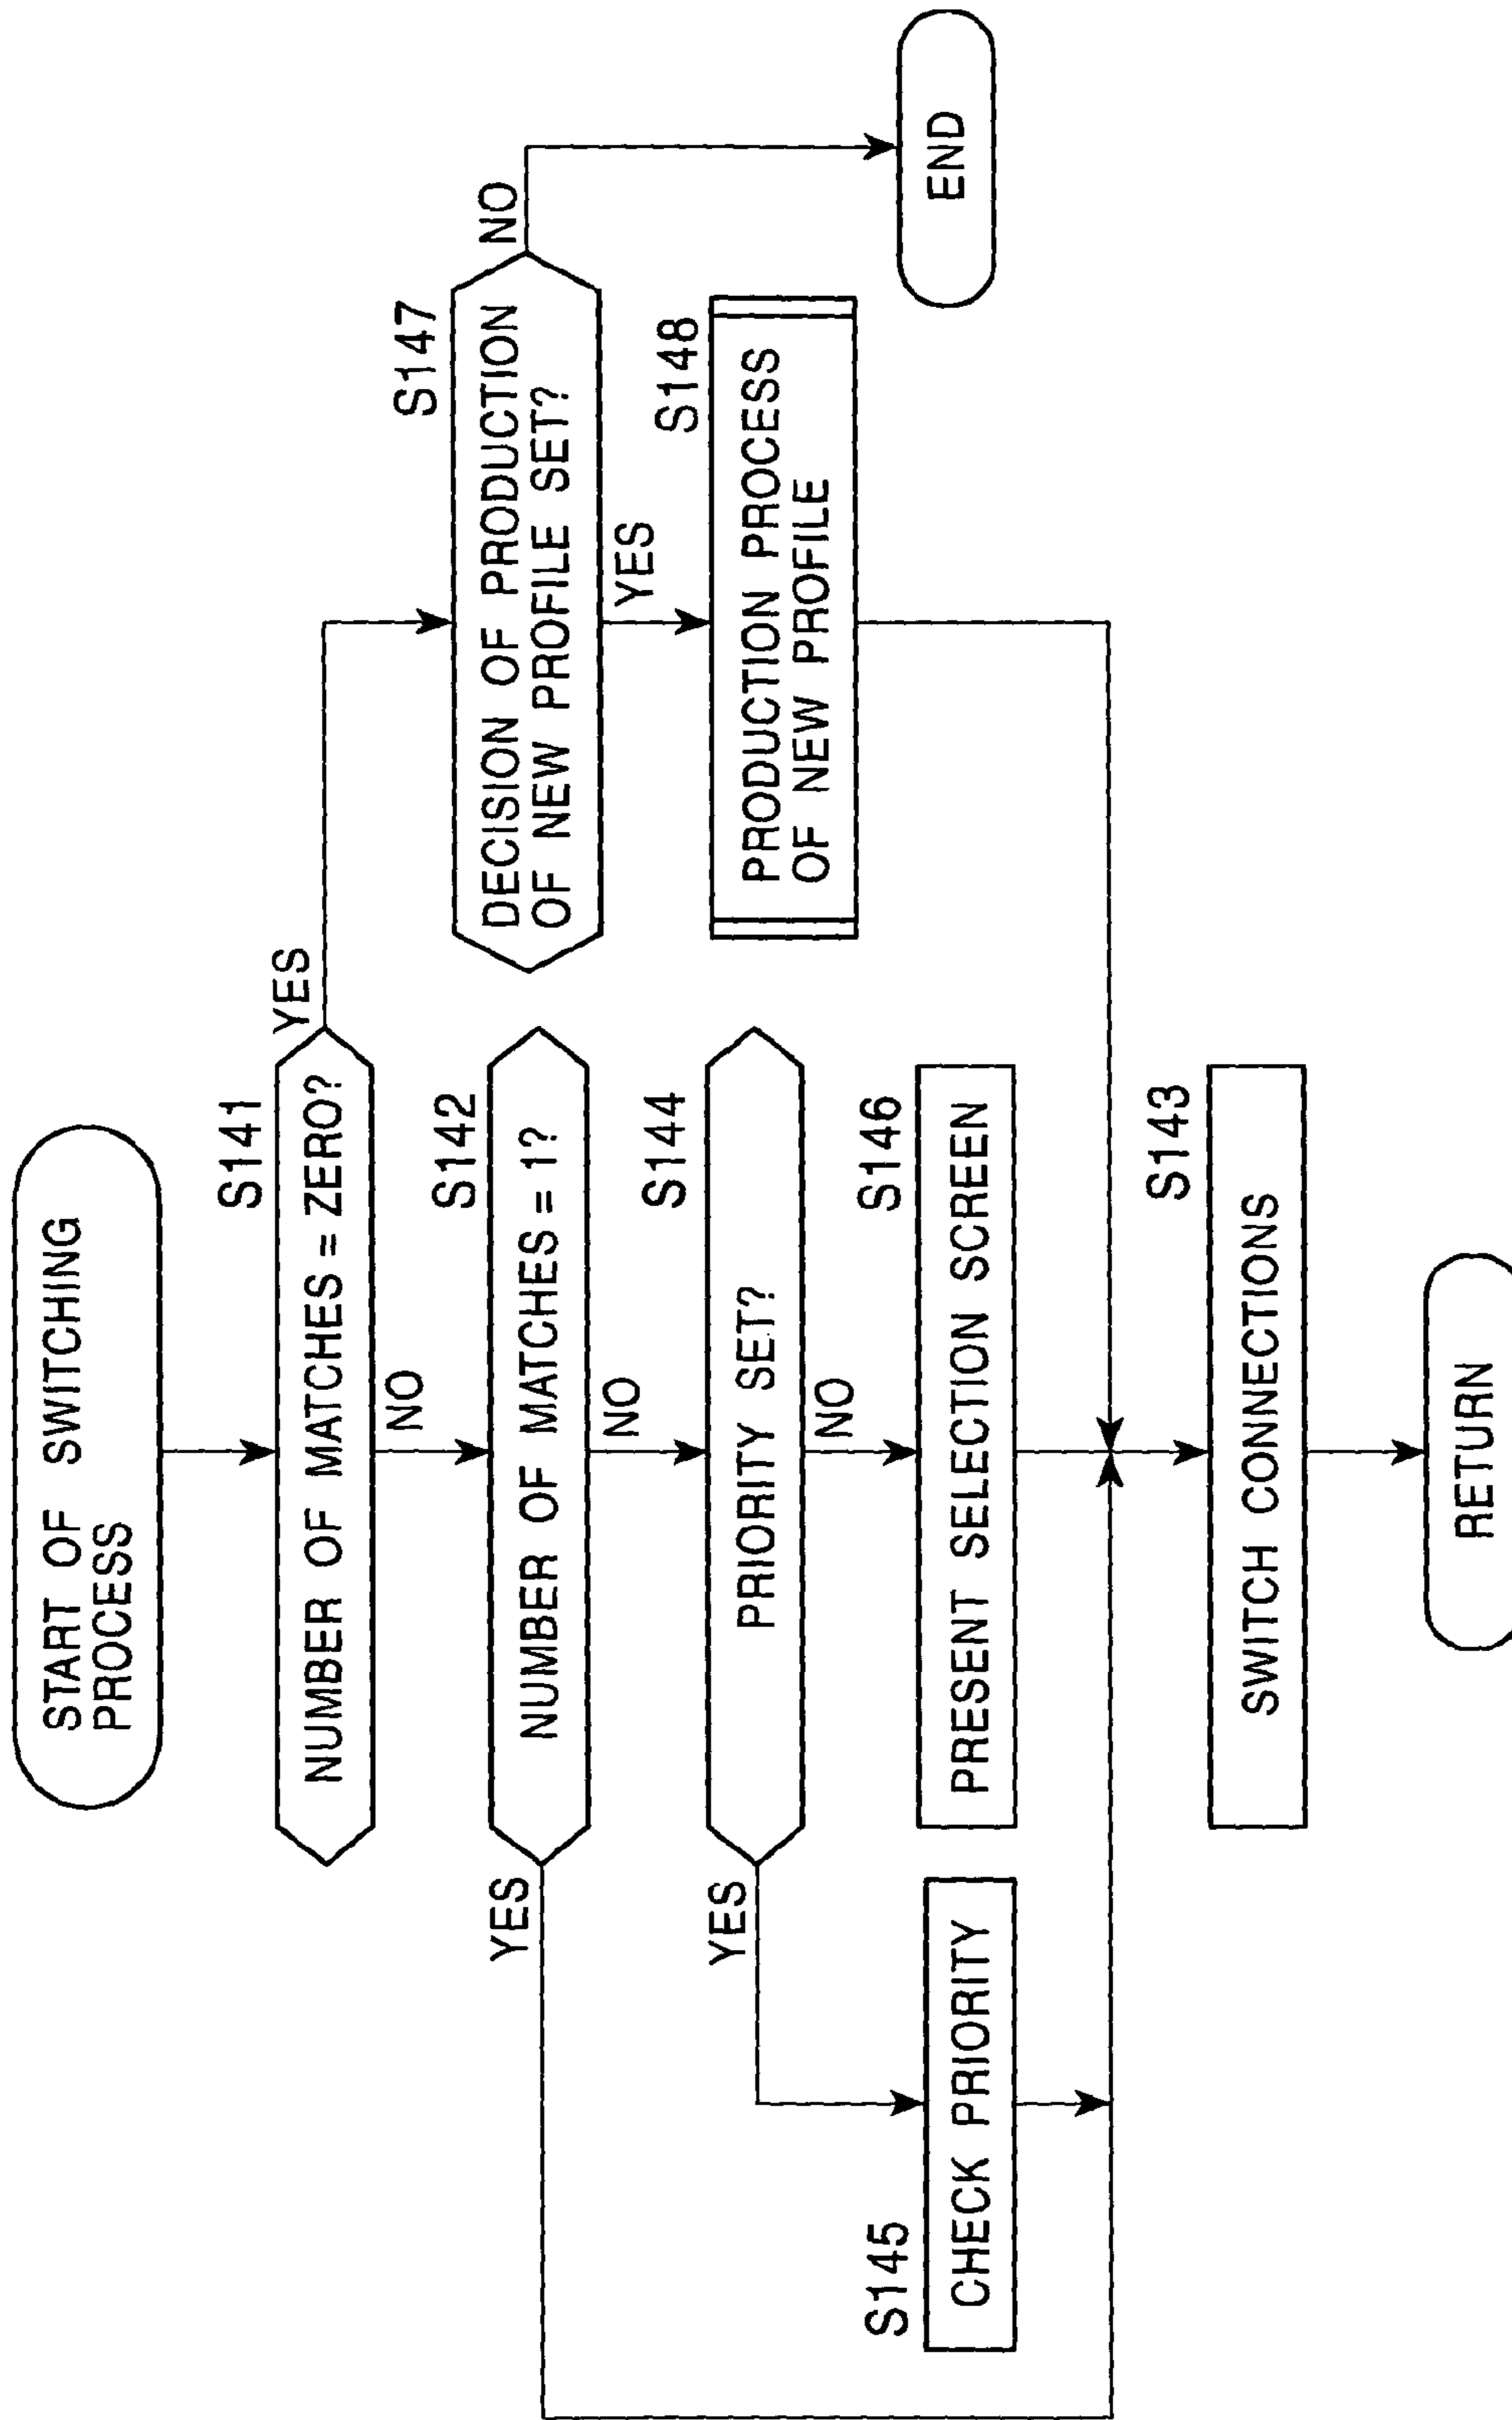 START OF SWITCHING
PROCESS
S141
NUMBER OF MATCHES = ZERO?
YES
NO
S142
NUMBER OF MATCHES = 1?
YES
NO
S144
PRIORITY SET?
YES
NO
S145
CHECK PRIORITY
S146
PRESENT SELECTION SCREEN
S147
DECISION OF PRODUCTION
OF NEW PROFILE SET?
NO
YES
S148
PRODUCTION PROCESS
OF NEW PROFILE
END
S143
SWITCH CONNECTIONS
RETURN